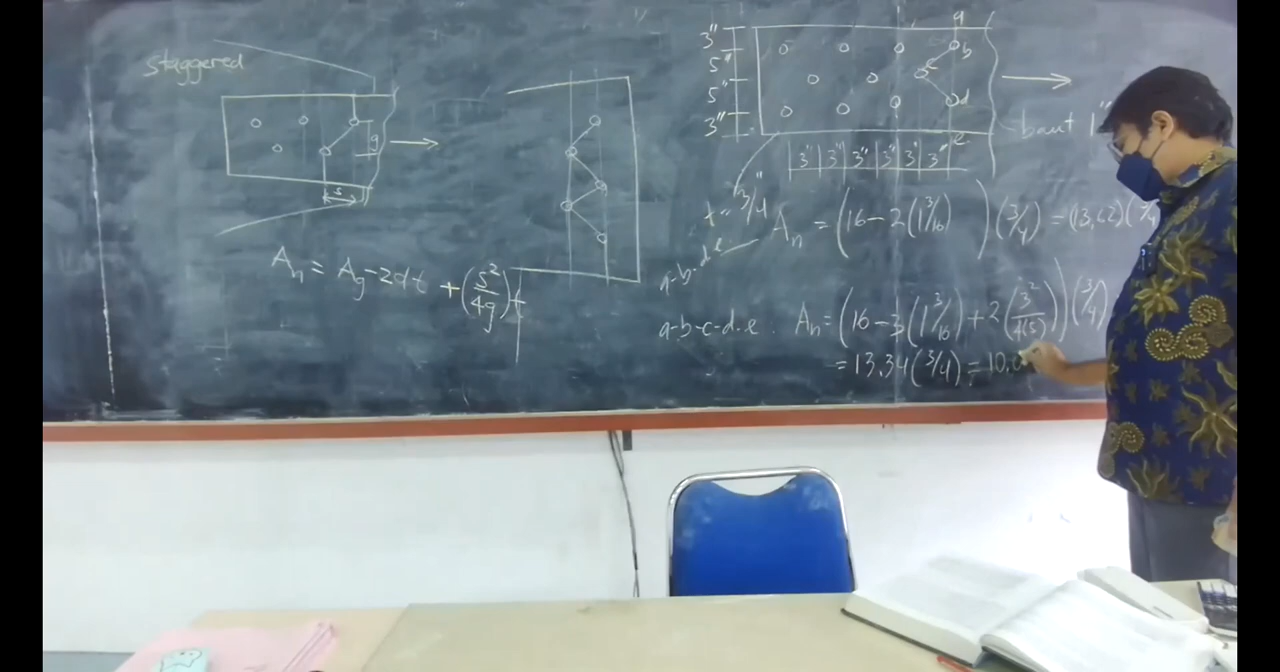 staggered
g
s
An = Ag - 2dt + (s²/4g)t
a
3"
b
5"
c
5"
d
3"
e
baut 1"
3" 3" 3" 3" 3" 3"
t = 3/4"
a-b-d-e An = (16 - 2(1 3/16) )(3/4) = (13,62)(3/4)
a-b-c-d-e. An = (16 - 3(1 3/16) + 2(3²/4(5)))(3/4)
= 13.34(3/4) = 10.0